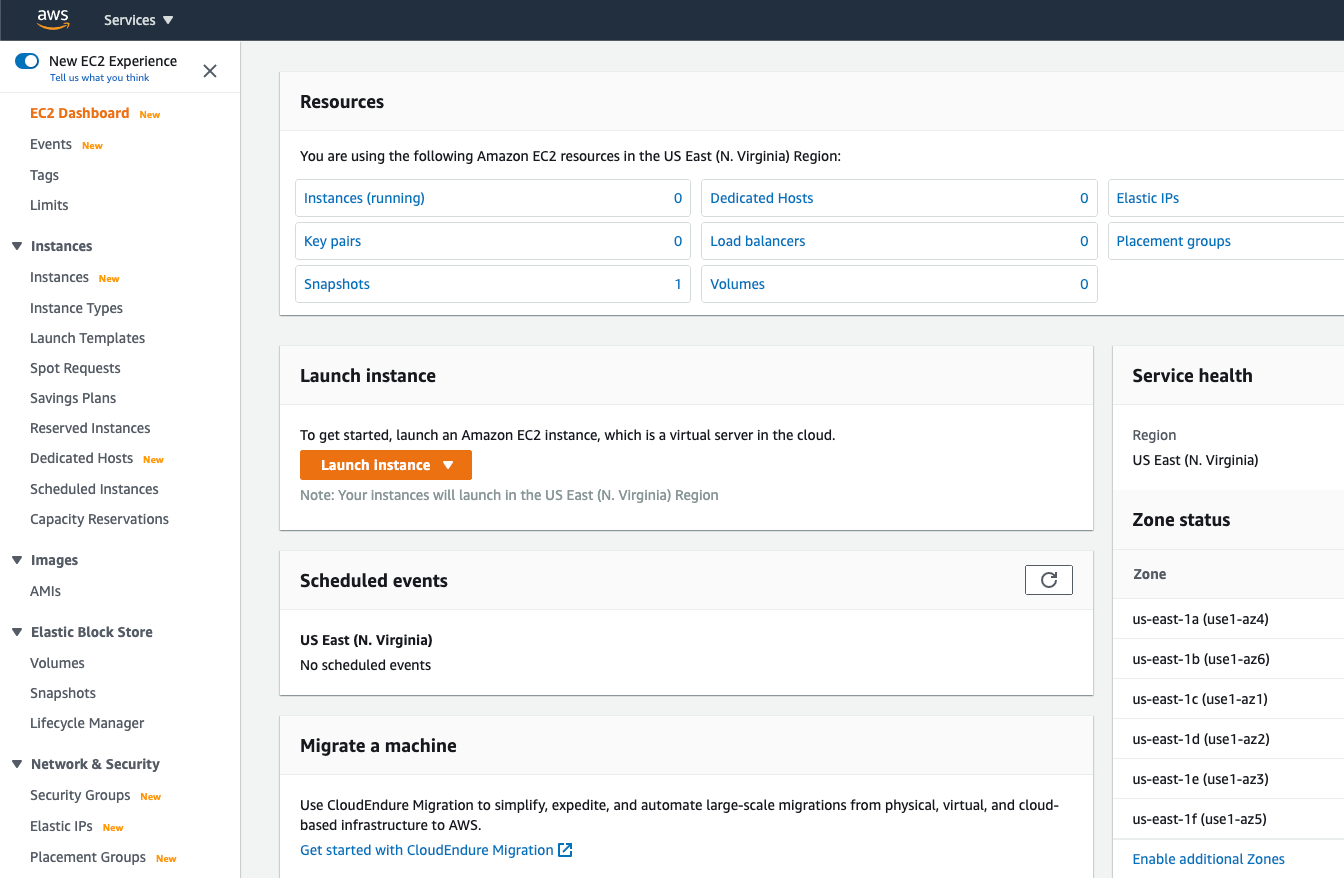 aws
Services
New EC2 Experience
Tell us what you think
EC2 Dashboard New
Events New
Tags
Limits
Instances
Instances New
Instance Types
Launch Templates
Spot Requests
Savings Plans
Reserved Instances
Dedicated Hosts New
Scheduled Instances
Capacity Reservations
Images
AMIs
Elastic Block Store
Volumes
Snapshots
Lifecycle Manager
Network & Security
Security Groups New
Elastic IPs New
Placement Groups New
Resources
You are using the following Amazon EC2 resources in the US East (N. Virginia) Region:
Instances (running) 0
Dedicated Hosts 0
Elastic IPs
Key pairs 0
Load balancers 0
Placement groups
Snapshots 1
Volumes 0
Launch instance
To get started, launch an Amazon EC2 instance, which is a virtual server in the cloud.
Launch Instance
Note: Your instances will launch in the US East (N. Virginia) Region
Scheduled events
US East (N. Virginia)
No scheduled events
Migrate a machine
Use CloudEndure Migration to simplify, expedite, and automate large-scale migrations from physical, virtual, and cloud-
based infrastructure to AWS.
Get started with CloudEndure Migration
Service health
Region
US East (N. Virginia)
Zone status
Zone
us-east-1a (use1-az4)
us-east-1b (use1-az6)
us-east-1c (use1-az1)
us-east-1d (use1-az2)
us-east-1e (use1-az3)
us-east-1f (use1-az5)
Enable additional Zones